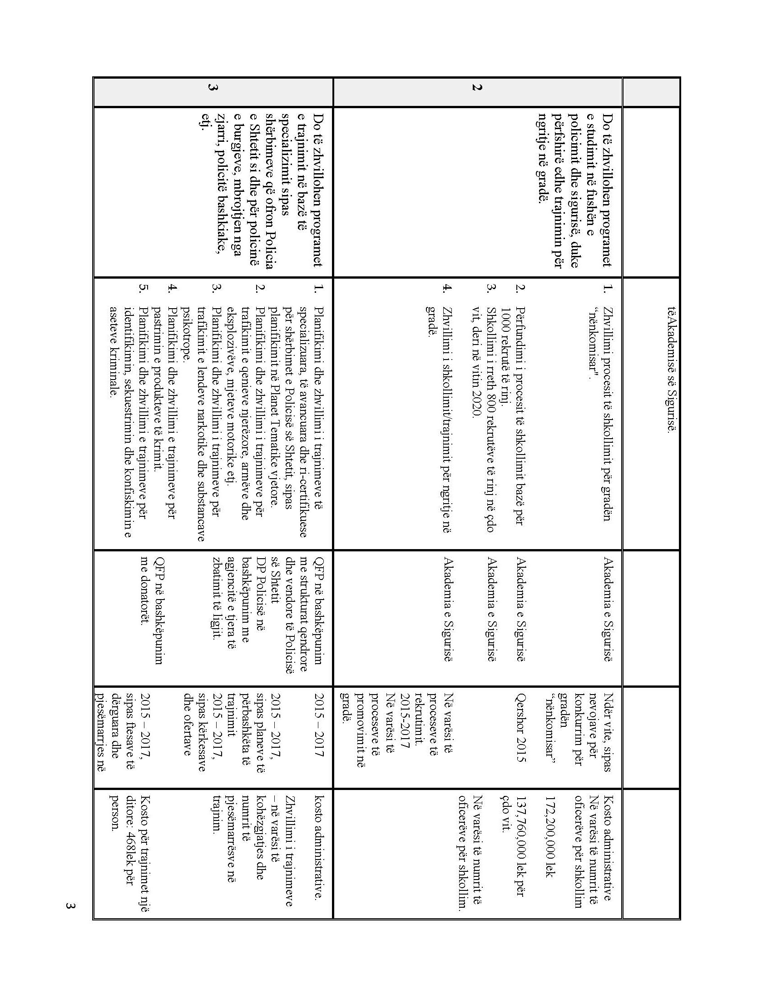 tëAkademisë së Sigurisë.
2
Do të zhvillohen programet
e studimit në fushën e
policimit dhe sigurisë, duke
përfshirë edhe trajnimin për
ngritje në gradë.
1. Zhvillimi procesit të shkollimit për gradën
“nënkomisar".
2. Përfundimi i procesit të shkollimit bazë për
1000 rekrutë të rinj.
3. Shkollimi i rreth 800 rekrutëve të rinj në çdo
vit, deri në vitin 2020.
4. Zhvillimi i shkollimit/trajnimit për ngritje në
gradë.
Akademia e Sigurisë
Akademia e Sigurisë
Akademia e Sigurisë
Akademia e Sigurisë
Ndër vite, sipas
nevojave për
konkurrim për
gradën
“nënkomisar”
Qershor 2015
Në varësi të
proceseve të
rekrutimit.
2015-2017
Në varësi të
proceseve të
promovimit në
gradë.
Kosto administrative
Në varësi të numrit të
oficerëve për shkollim
172,200,000 lek
137,760,000 lek për
çdo vit.
Në varësi të numrit të
oficerëve për shkollim.
3
Do të zhvillohen programet
e trajnimit në bazë të
specializimit sipas
shërbimeve që ofron Policia
e Shtetit si dhe për policinë
e burgjeve, mbrojtjen nga
zjarri, policitë bashkiake,
etj.
1. Planifikimi dhe zhvillimi i trajnimeve të
specializuara, të avancuara dhe ri-certifikuese
për shërbimet e Policisë së Shtetit, sipas
planifikimit në Planet Tematike vjetore.
2. Planifikimi dhe zhvillimi i trajnimeve për
trafikimit e qenieve njerëzore, armëve dhe
eksplozivëve, mjeteve motorike etj.
3. Planifikimi dhe zhvillimi i trajnimeve për
trafikimit e lendeve narkotike dhe substancave
psikotrope.
4. Planifikimi dhe zhvillimi e trajnimeve për
pastrimin e produkteve të krimit.
5. Planifikimi dhe zhvillimi e trajnimeve për
identifikimin, sekuestrimin dhe konfiskimin e
aseteve kriminale.
QFP në bashkëpunim
me strukturat qendrore
dhe vendore të Policisë
së Shtetit
DP Policisë në
bashkëpunim me
agjencitë e tjera të
zbatimit të ligjit.
QFP në bashkëpunim
me donatorët.
2015 – 2017
2015 – 2017,
sipas planeve të
përbashkëta të
trajnimit
2015 – 2017,
sipas kërkesave
dhe ofertave
2015 – 2017,
sipas ftesave të
dërguara dhe
pjesëmarrjes në
kosto administrative.
Zhvillimi i trajnimeve
– në varësi të
kohëzgjatjes dhe
numrit të
pjesëmarrësve në
trajnim.
Kosto për trajnimet një
ditore: 468lek për
person.
3